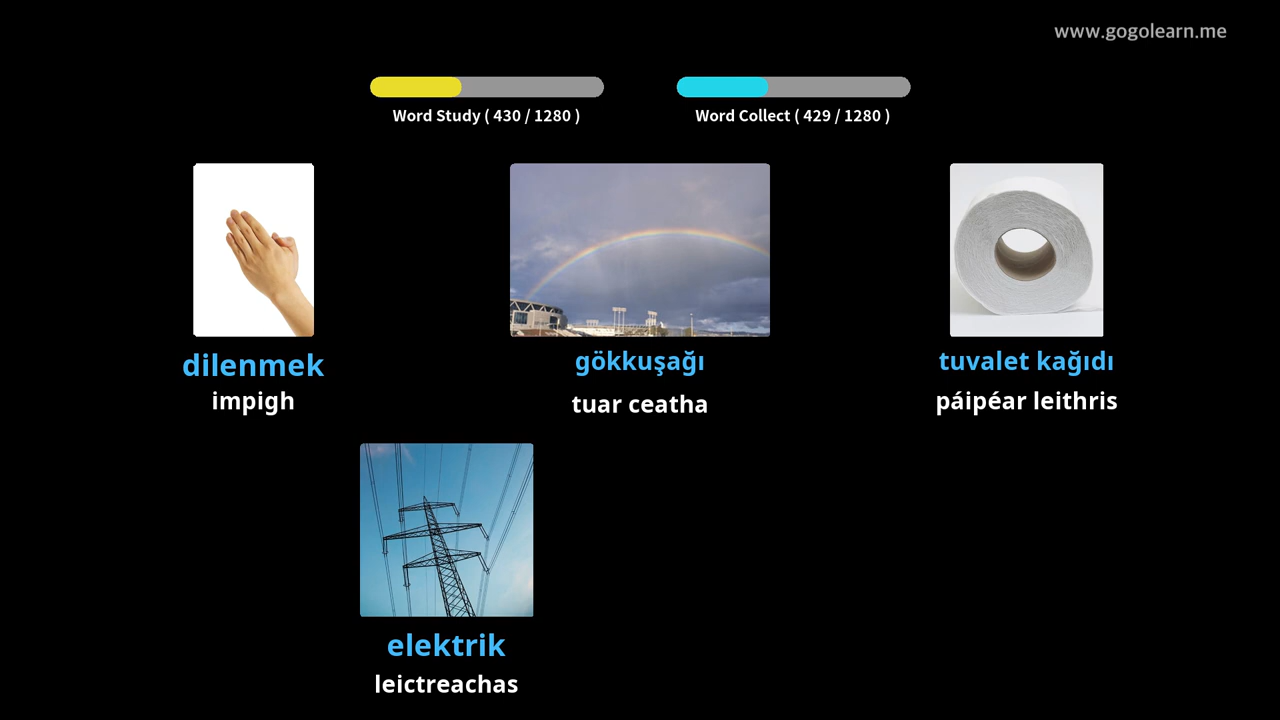 www.gogolearn.me
Word Study ( 430 / 1280 )
Word Collect ( 429 / 1280 )
dilenmek
impigh
gökkuşağı
tuar ceatha
tuvalet kağıdı
páipéar leithris
elektrik
leictreachas